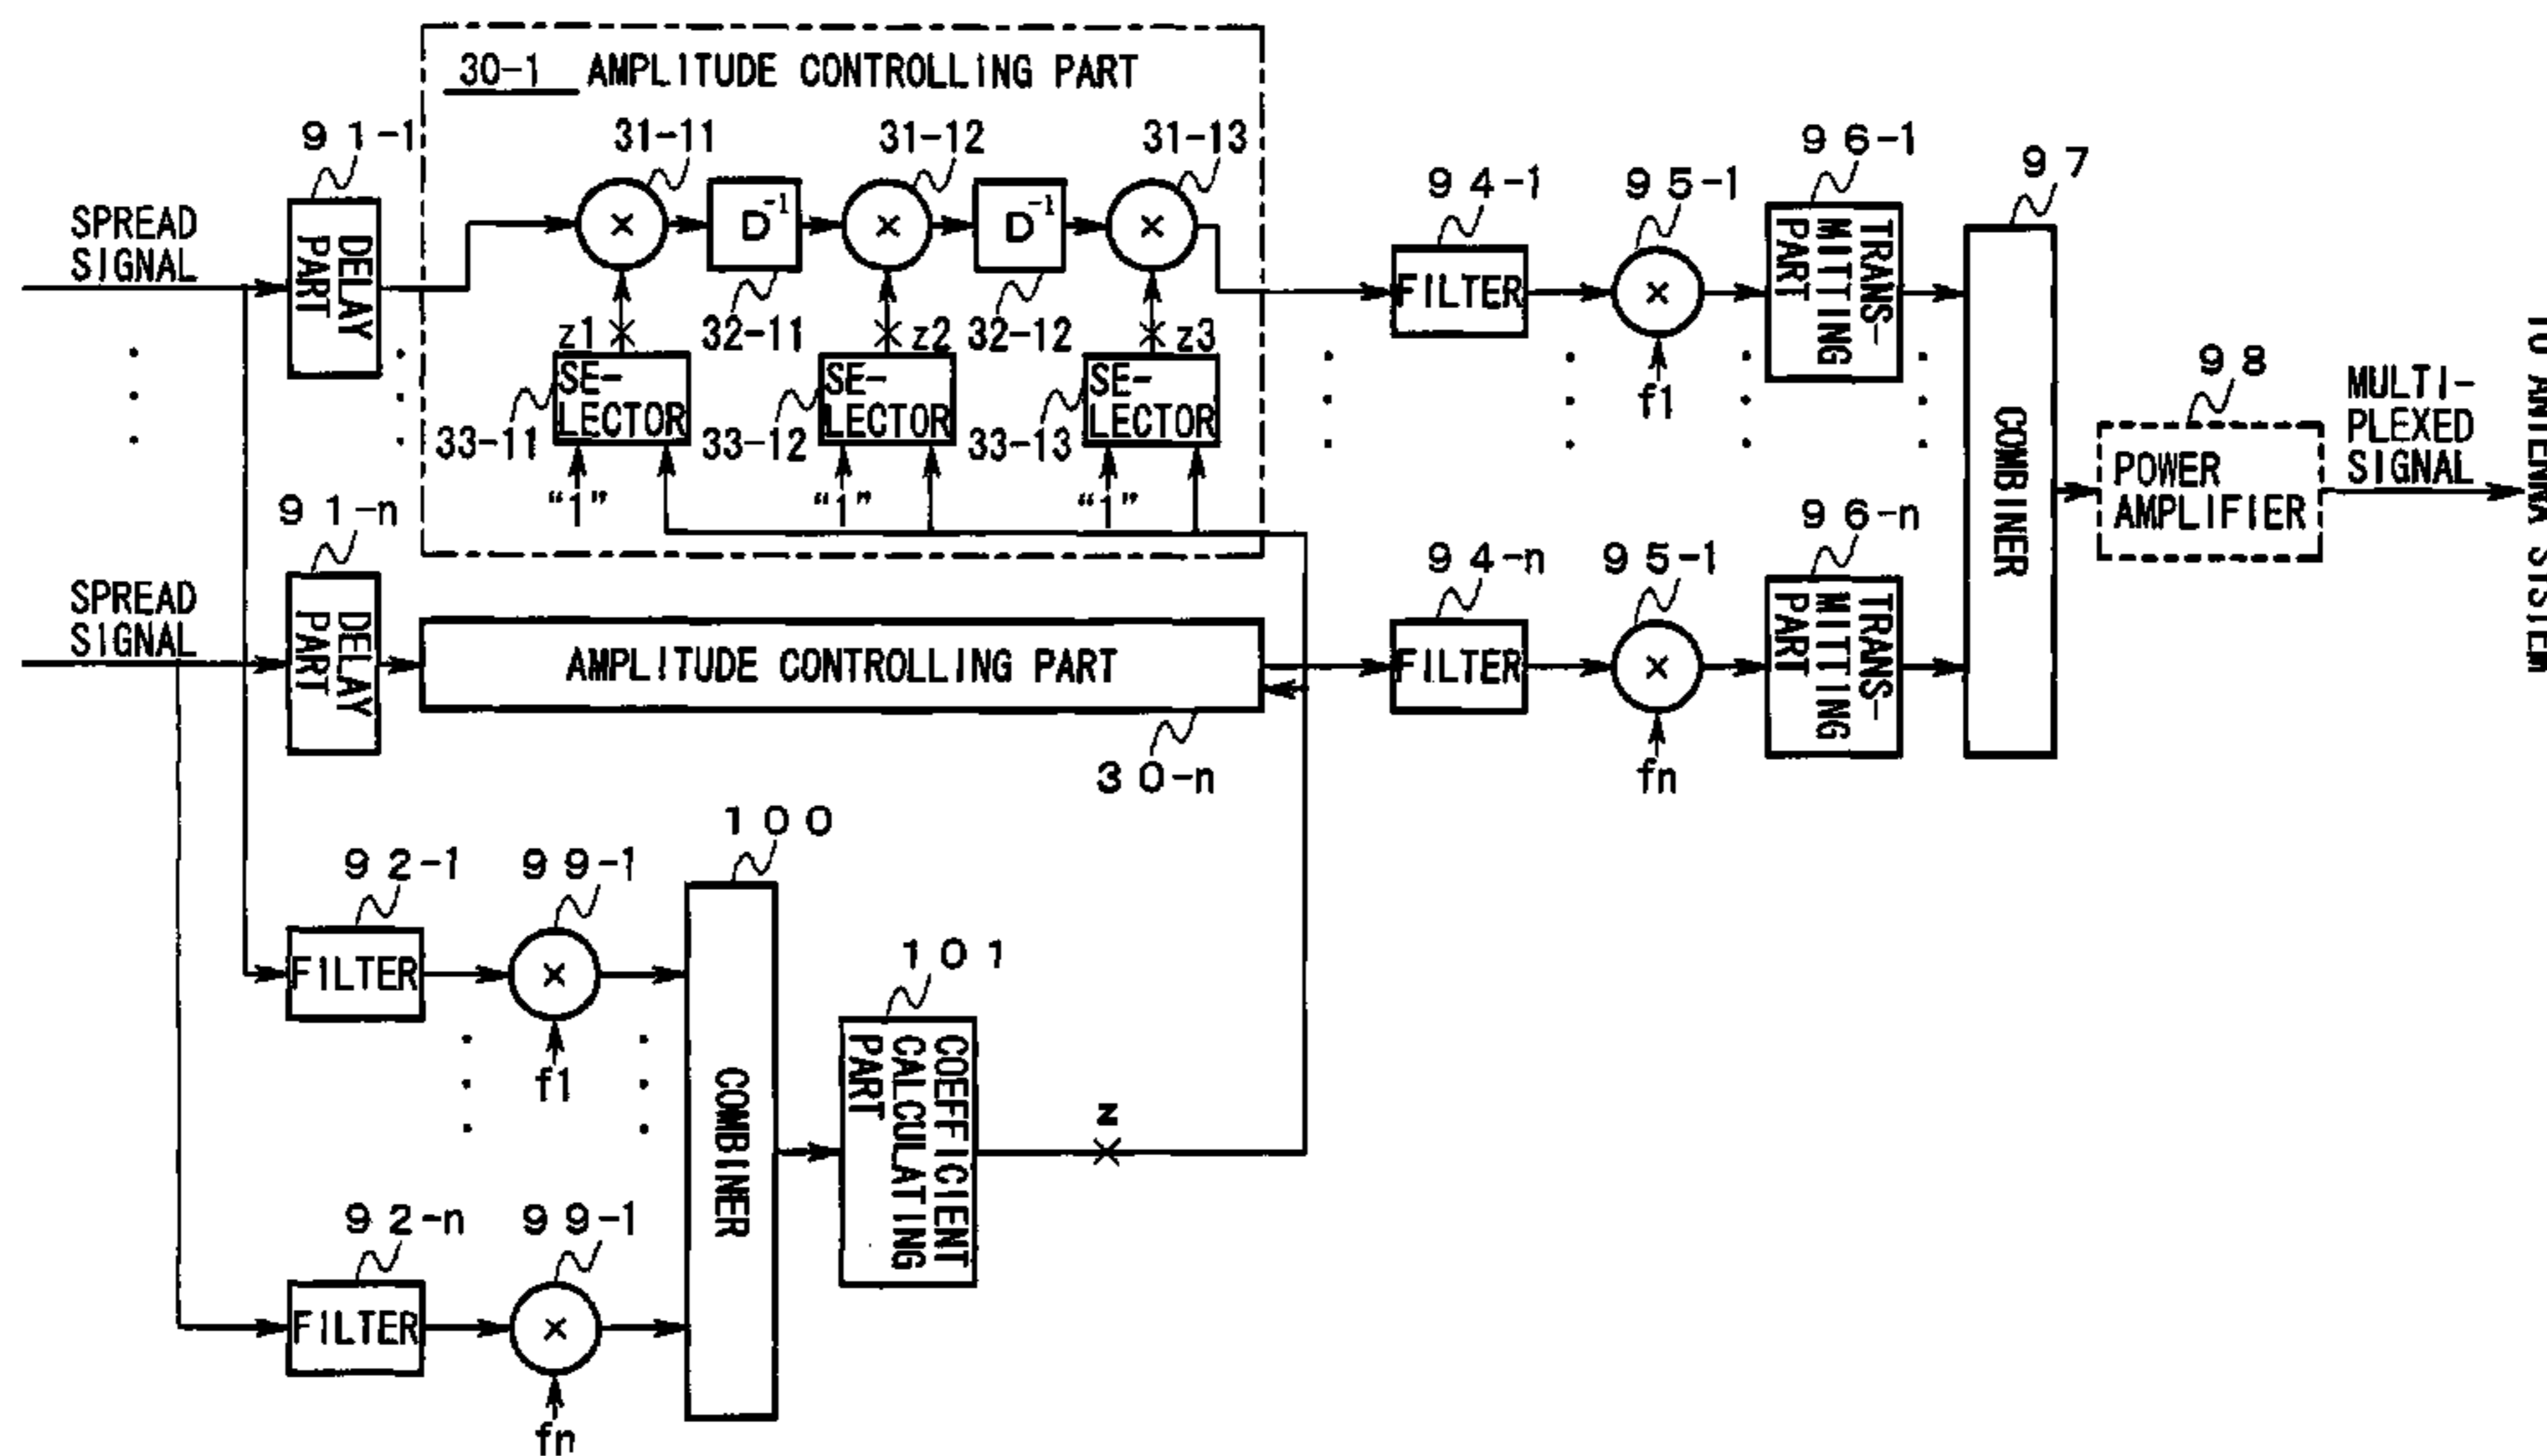 30-1 AMPLITUDE CONTROLLING PART
91-1
31-11
31-12
31-13
94-1
95-1
96-1
97
SPREAD
SIGNAL
DELAY
PART
×
D-1
×
D-1
×
FILTER
×
TRANS-
MITTING
PART
z1
32-11
z2
32-12
z3
f1
SE-
LECTOR
SE-
LECTOR
SE-
LECTOR
33-11
33-12
33-13
"1"
"1"
"1"
COMBINER
98
POWER
AMPLIFIER
MULTI-
PLEXED
SIGNAL
TO ANTENNA SYSTEM
91-n
94-n
95-1
96-n
SPREAD
SIGNAL
DELAY
PART
AMPLITUDE CONTROLLING PART
FILTER
×
TRANS-
MITTING
PART
30-n
fn
100
92-1
99-1
101
FILTER
×
f1
COMBINER
COEFFICIENT
CALCULATING
PART
z
92-n
99-1
FILTER
×
fn